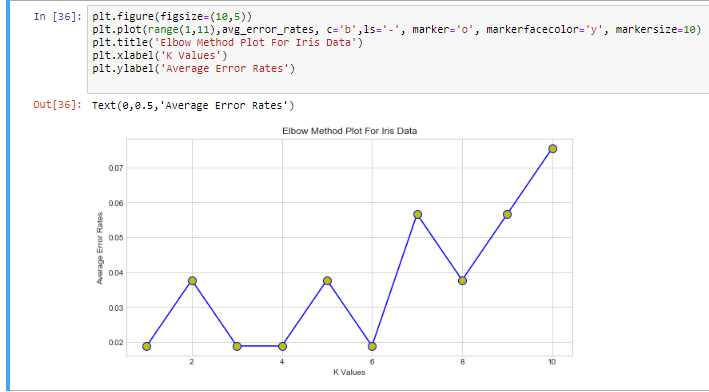 In [36]: plt.figure(figsize=(10,5))
plt.plot(range(1,11),avg_error_rates, c='b',ls='-', marker='o', markerfacecolor='y', markersize=10)
plt.title('Elbow Method Plot For Iris Data')
plt.xlabel('K Values')
plt.ylabel('Average Error Rates')
Out[36]: Text(0,0.5,'Average Error Rates')
Elbow Method Plot For Iris Data
Average Error Rates
0.07
0.06
0.05
0.04
0.03
0.02
2 4 6 8 10
K Values